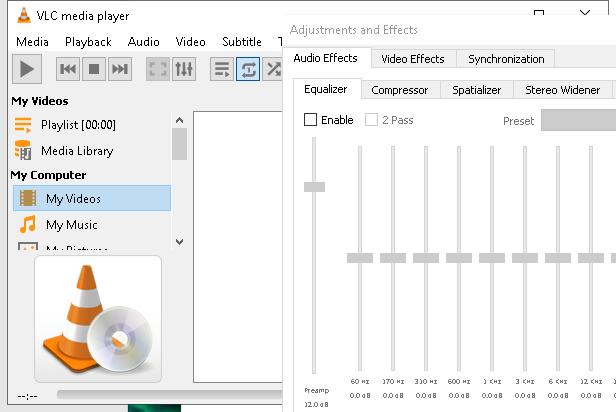 VLC media player
Media Playback Audio Video Subtitle T
Adjustments and Effects
Audio Effects Video Effects Synchronization
Equalizer Compressor Spatializer Stereo Widener
Enable 2 Pass Preset
My Videos
Playlist [00:00]
Media Library
My Computer
My Videos
My Music
My Pictures
60 Hz 170 Hz 310 Hz 600 Hz 1 KHz 3 KHz 6 KHz 12 KHz
Preamp 0.0 dB 0.0 dB 0.0 dB 0.0 dB 0.0 dB 0.0 dB 0.0 dB 0.0 dB
12.0 dB
--:--